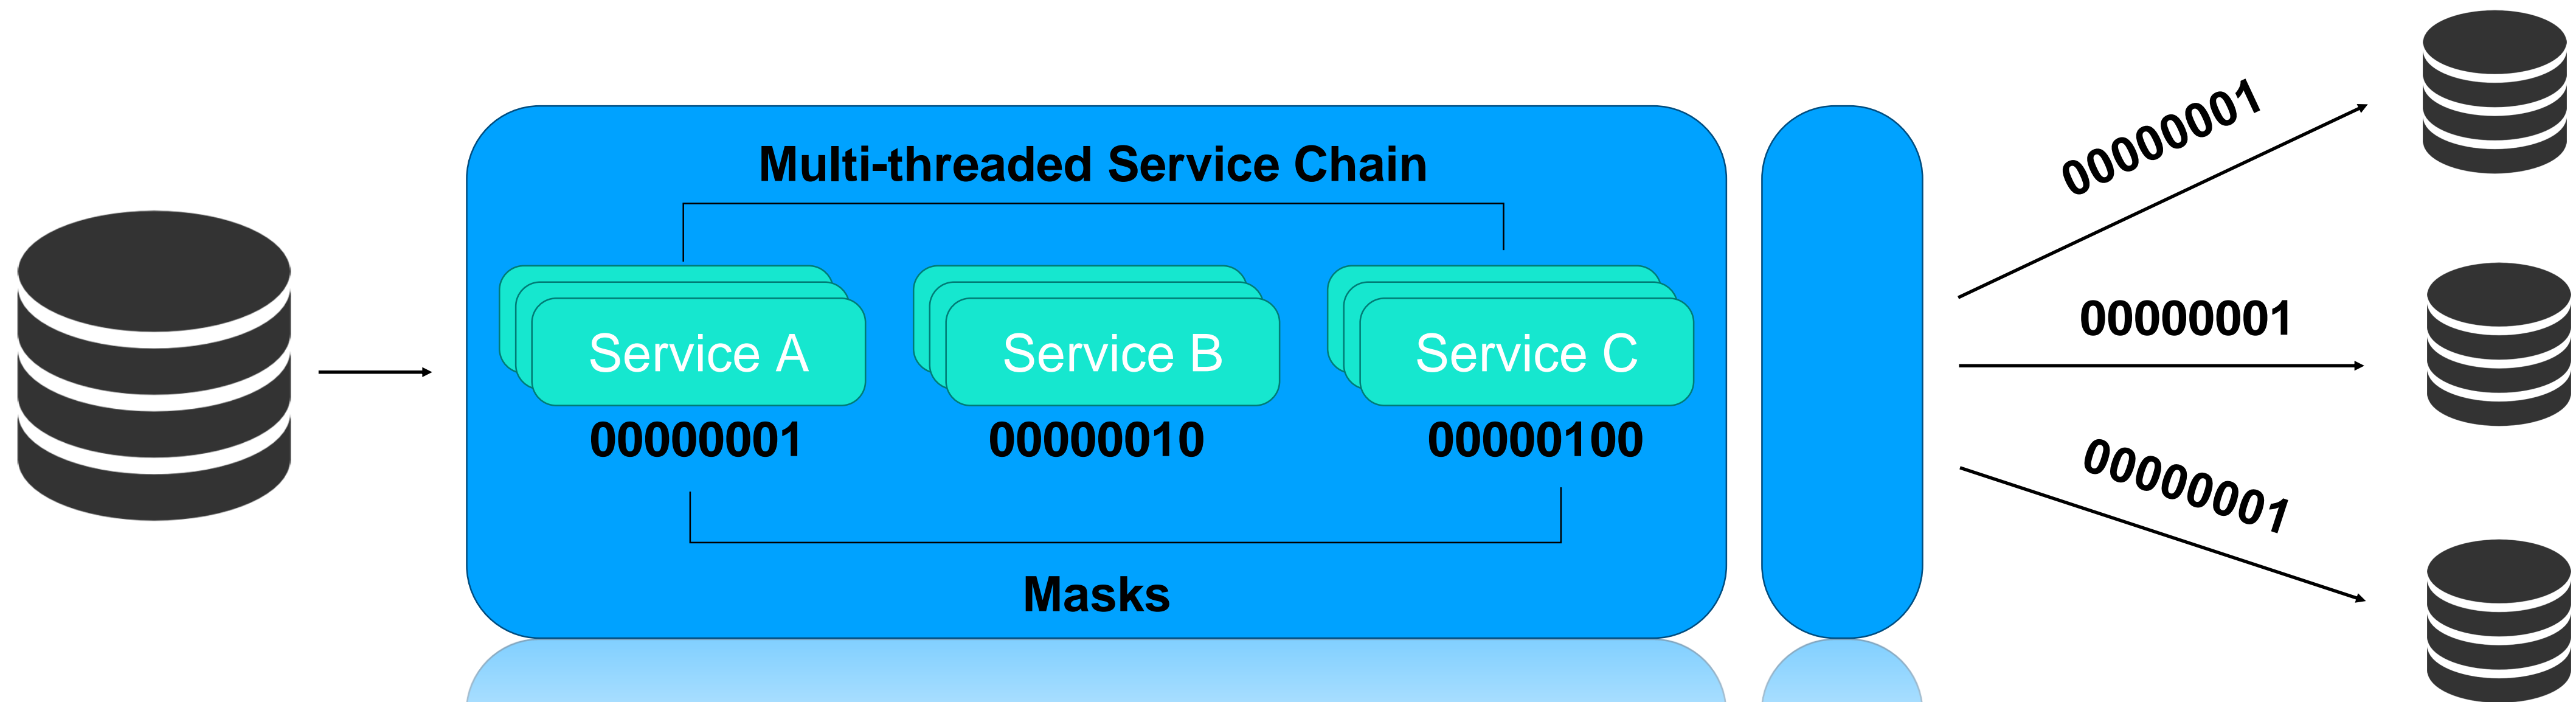 Multi-threaded Service Chain
Service A
Service B
Service C
00000001
00000010
00000100
Masks
00000001
00000001
00000001